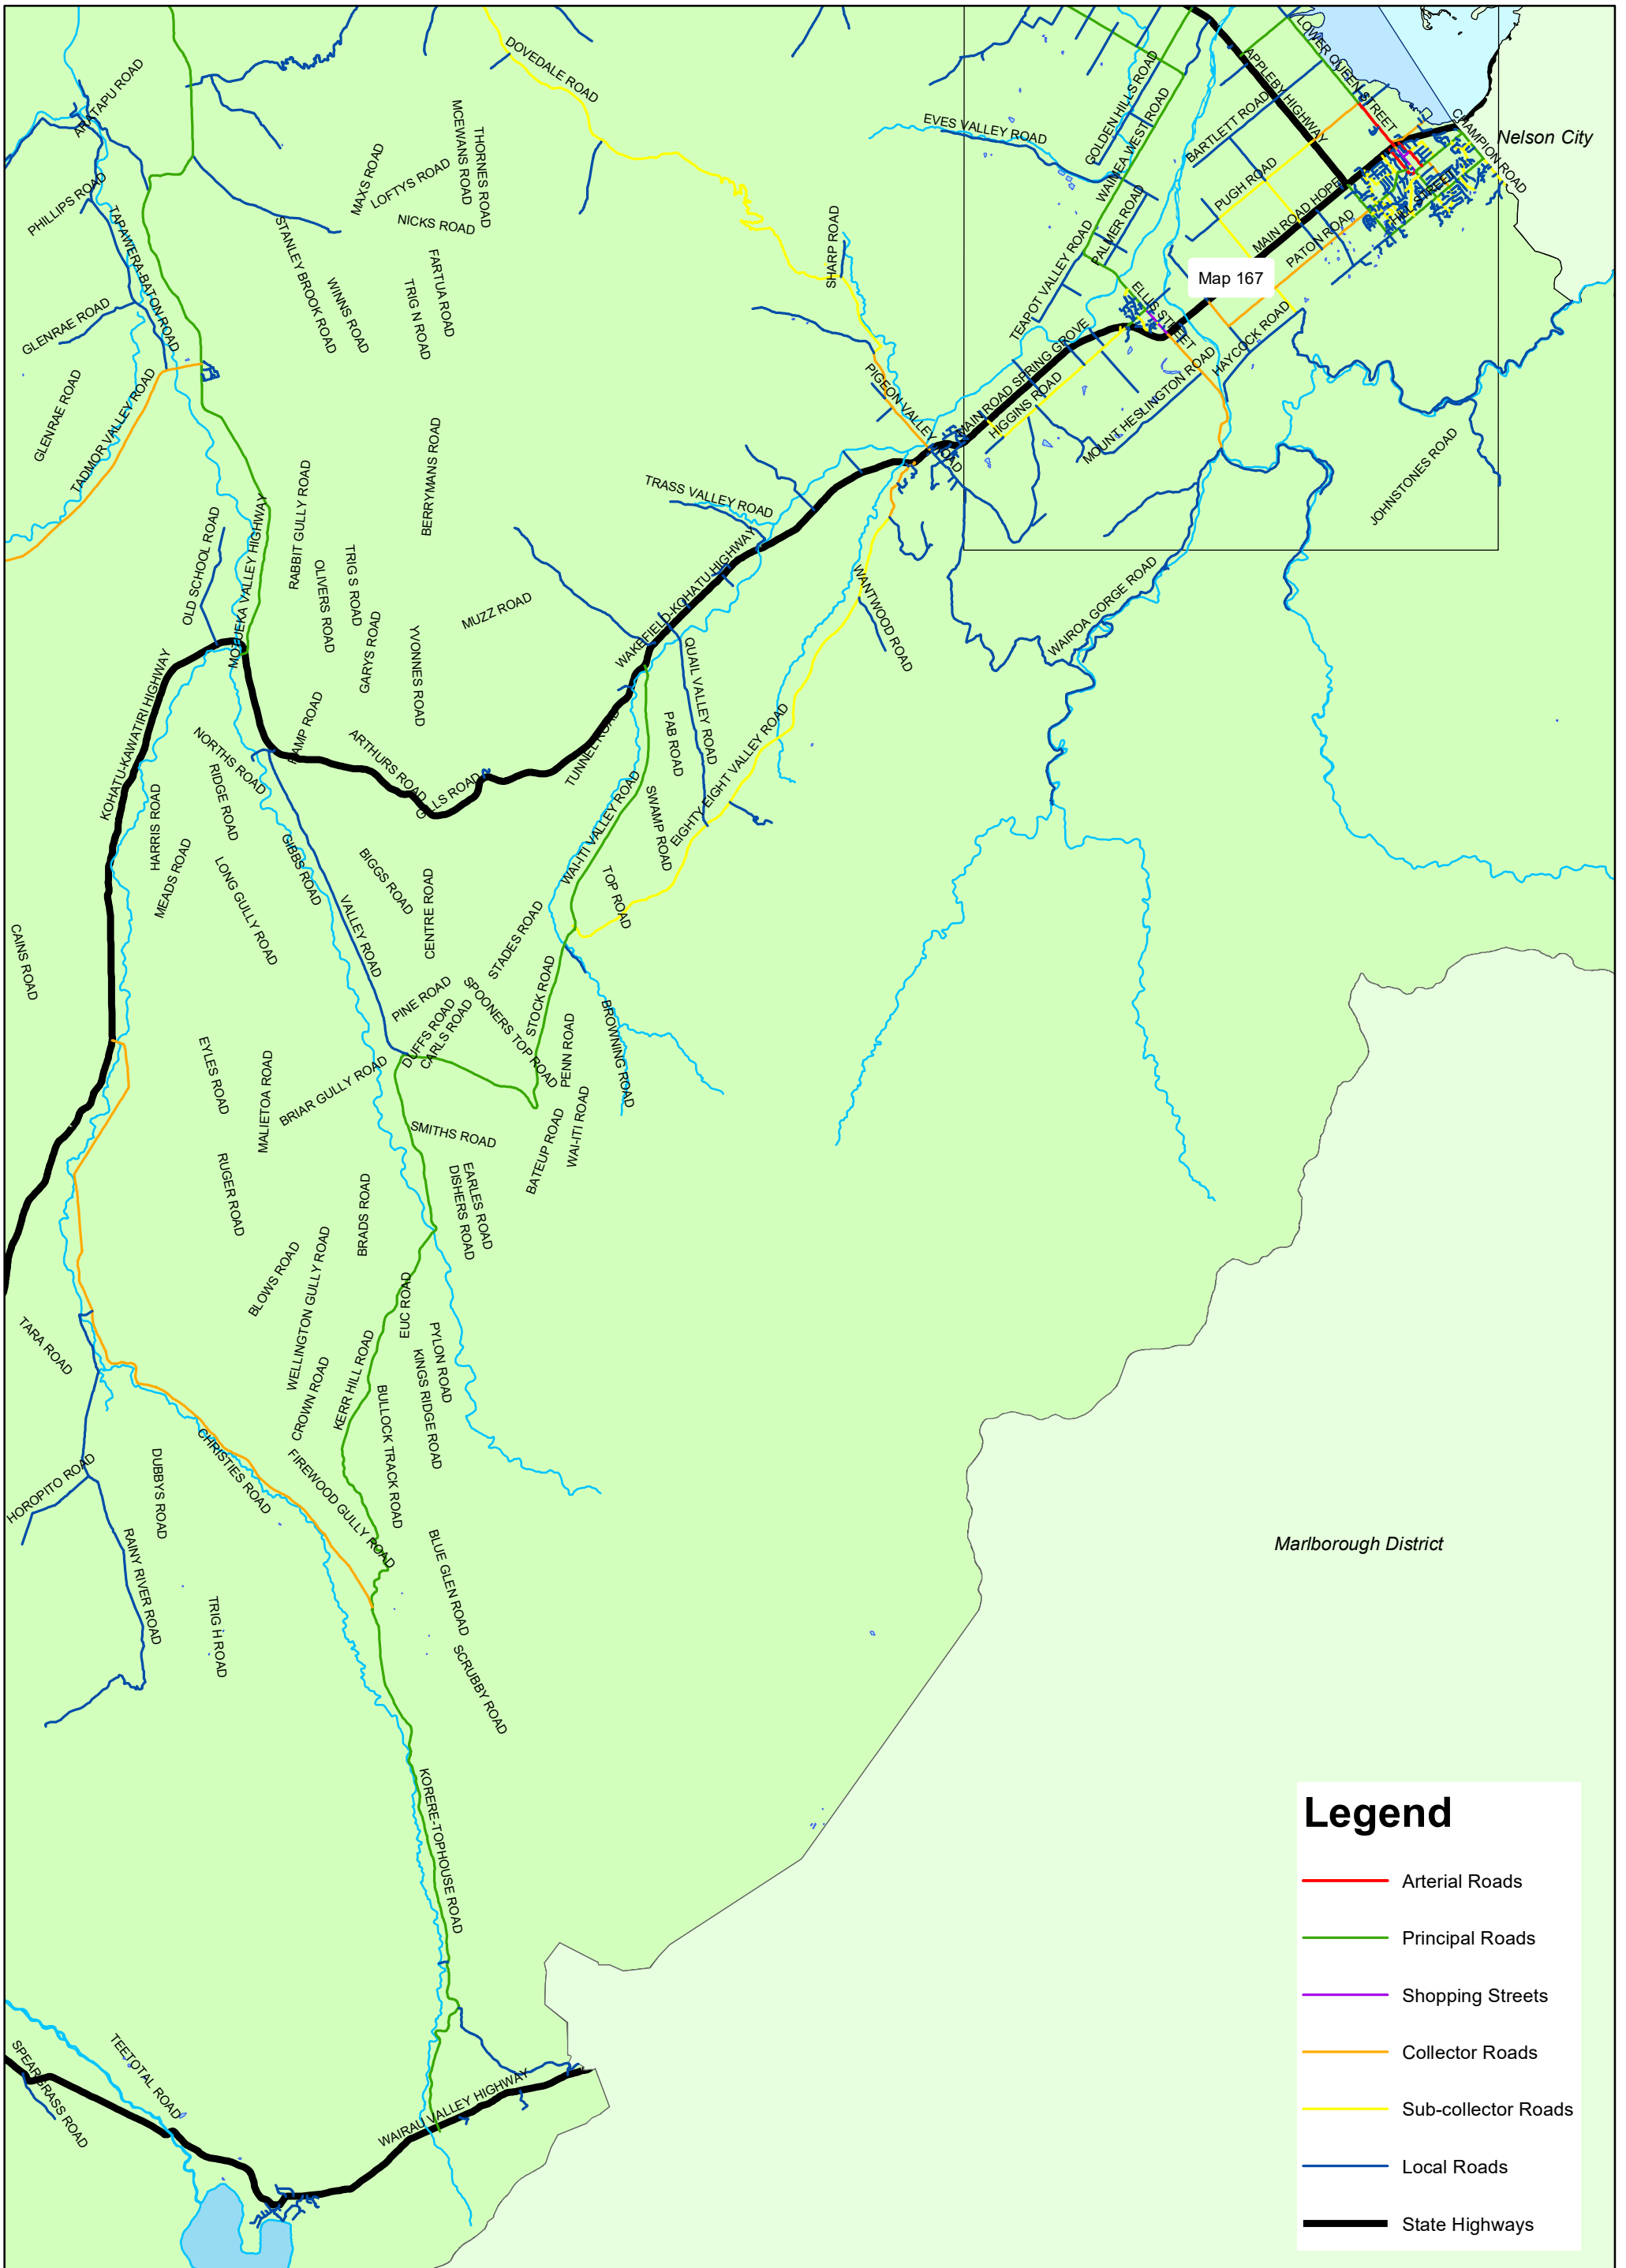 DOVEDALE ROAD
LOWER QUEEN STREET
APPLEBY HIGHWAY
ARATAPU ROAD
GOLDEN HILLS ROAD
WAIMEA WEST ROAD
BARTLETT ROAD
CHAMPION ROAD
Nelson City
MCEWANS ROAD
THORNES ROAD
EVES VALLEY ROAD
MAXS ROAD
LOFTYS ROAD
NICKS ROAD
PUGH ROAD
PHILLIPS ROAD
TAPAWERA-BATON ROAD
PALMER ROAD
MAIN ROAD HOPE
HILL STREET
PATON ROAD
STANLEY BROOK ROAD
WINNS ROAD
FARTUA ROAD
TRIG N ROAD
SHARP ROAD
TEAPOT VALLEY ROAD
Map 167
ELLIS STREET
GLENRAE ROAD
GLENRAE ROAD
TADMOR VALLEY ROAD
PIGEON VALLEY ROAD
MAIN ROAD SPRING GROVE
HIGGINS ROAD
MOUNT HESLINGTON ROAD
HAYCOCK ROAD
JOHNSTONES ROAD
BERRYMANS ROAD
TRASS VALLEY ROAD
OLD SCHOOL ROAD
MOTUEKA VALLEY HIGHWAY
RABBIT GULLY ROAD
OLIVERS ROAD
TRIG S ROAD
GARYS ROAD
YVONNES ROAD
MUZZ ROAD
WAKEFIELD-KOHATU HIGHWAY
WANTWOOD ROAD
WAIROA GORGE ROAD
KOHATU-KAWATIRI HIGHWAY
NORTHS ROAD
RIDGE ROAD
RAMP ROAD
ARTHURS ROAD
GILLS ROAD
TUNNEL ROAD
PAB ROAD
QUAIL VALLEY ROAD
EIGHTY EIGHT VALLEY ROAD
SWAMP ROAD
WAI-ITI VALLEY ROAD
HARRIS ROAD
MEADS ROAD
LONG GULLY ROAD
GIBBS ROAD
VALLEY ROAD
BIGGS ROAD
CENTRE ROAD
TOP ROAD
CAINS ROAD
STADES ROAD
PINE ROAD
DUFFS ROAD
CARLS ROAD
SPOONERS TOP ROAD
STOCK ROAD
PENN ROAD
BROWNING ROAD
EYLES ROAD
MALIETOA ROAD
BRIAR GULLY ROAD
SMITHS ROAD
BATEUP ROAD
WAI-ITI ROAD
RUGER ROAD
BRADS ROAD
EARLES ROAD
DISHERS ROAD
BLOWS ROAD
WELLINGTON GULLY ROAD
EUC ROAD
TARA ROAD
CROWN ROAD
KERR HILL ROAD
PYLON ROAD
KINGS RIDGE ROAD
BULLOCK TRACK ROAD
HOROPITO ROAD
DUBBYS ROAD
CHRISTIES ROAD
FIREWOOD GULLY ROAD
RAINY RIVER ROAD
BLUE GLEN ROAD
Marlborough District
TRIG H ROAD
SCRUBBY ROAD
KORERE-TOPHOUSE ROAD
SPEARGRASS ROAD
TEETOTAL ROAD
WAIRAU VALLEY HIGHWAY
Legend
Arterial Roads
Principal Roads
Shopping Streets
Collector Roads
Sub-collector Roads
Local Roads
State Highways